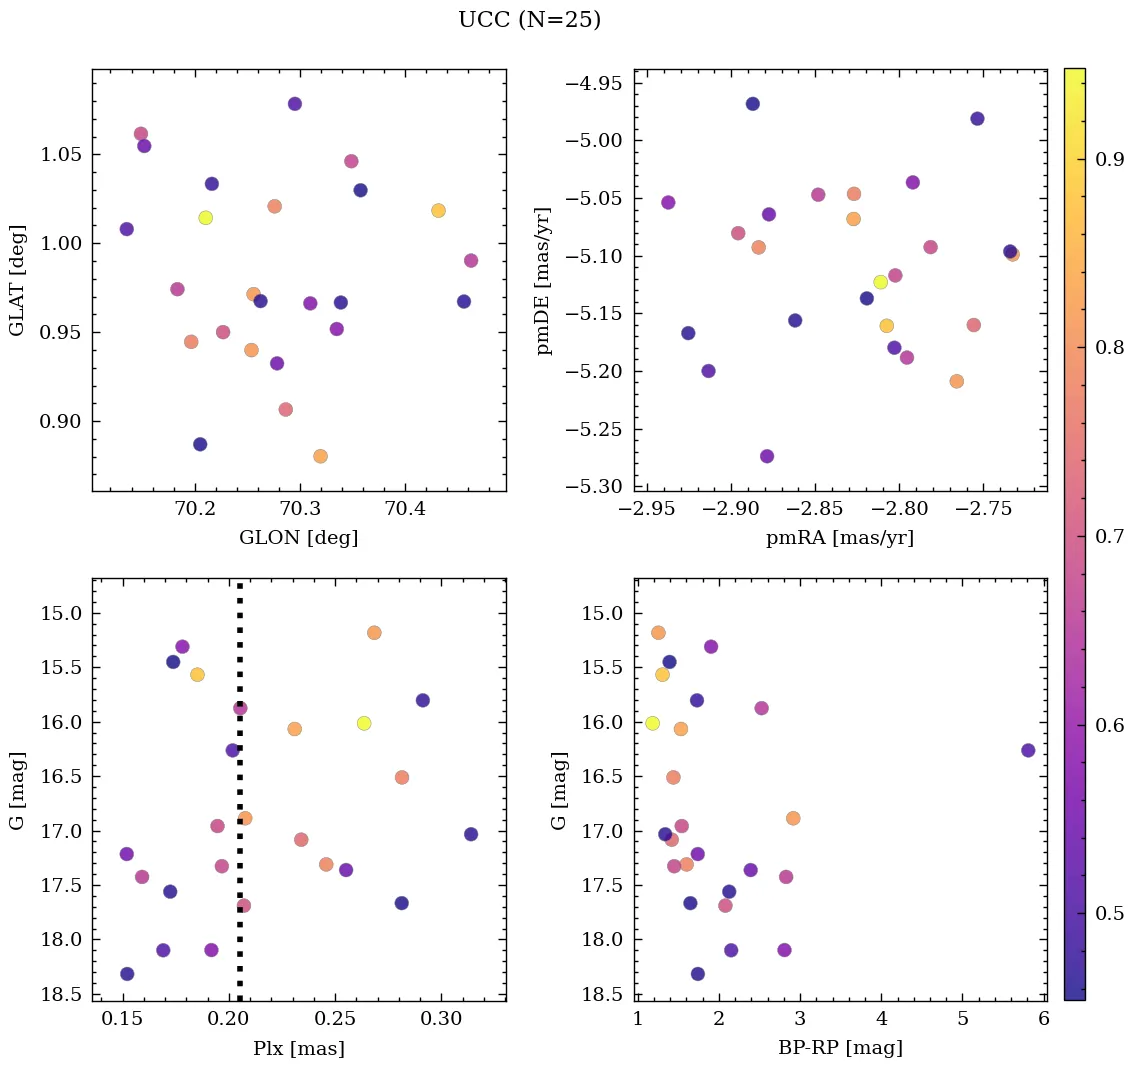 UCC (N=25)
1.05
1.00
0.95
0.90
GLAT [deg]
70.2 70.3 70.4
GLON [deg]
−4.95
−5.00
−5.05
−5.10
−5.15
−5.20
−5.25
−5.30
pmDE [mas/yr]
−2.95 −2.90 −2.85 −2.80 −2.75
pmRA [mas/yr]
15.0
15.5
16.0
16.5
17.0
17.5
18.0
18.5
G [mag]
0.15 0.20 0.25 0.30
Plx [mas]
15.0
15.5
16.0
16.5
17.0
17.5
18.0
18.5
G [mag]
1 2 3 4 5 6
BP-RP [mag]
0.9
0.8
0.7
0.6
0.5